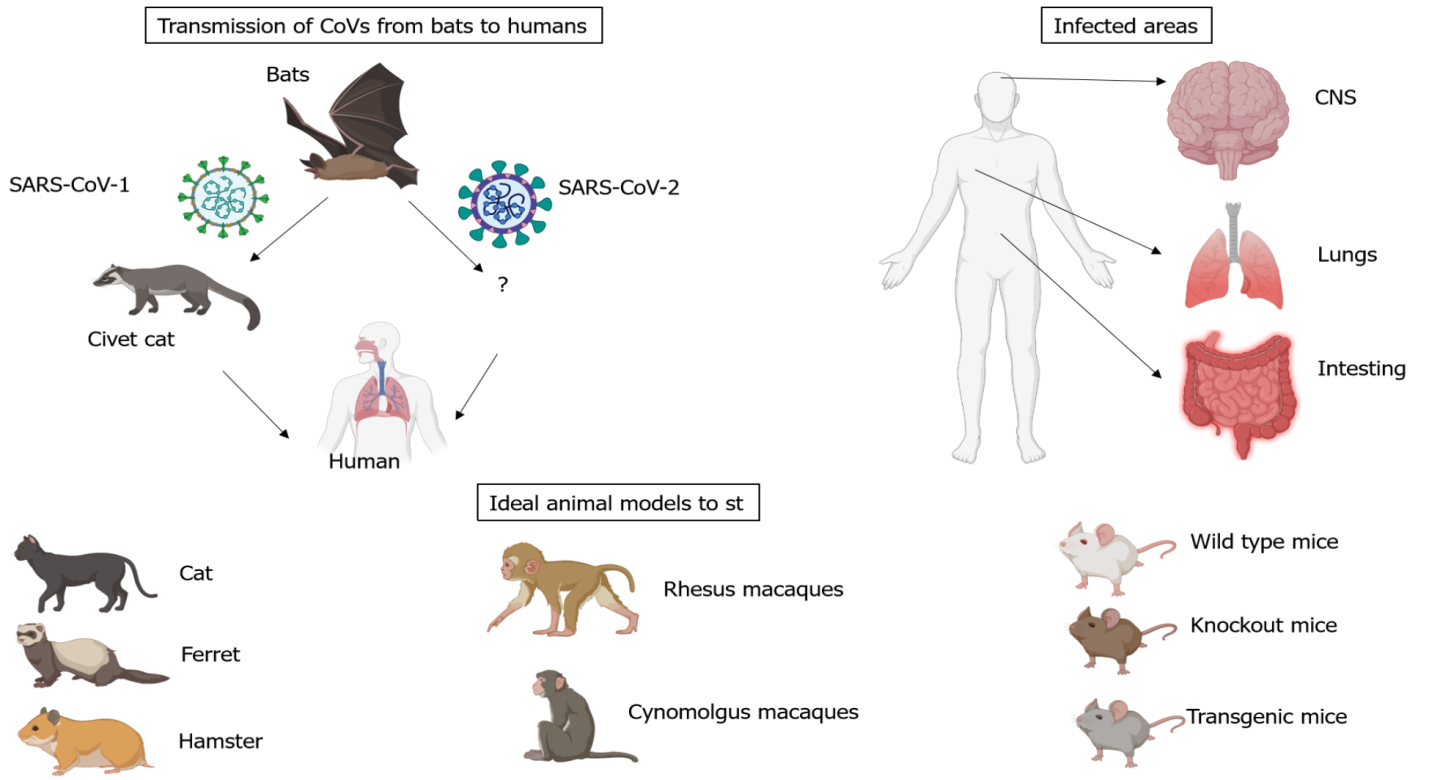 Transmission of CoVs from bats to humans
Bats
SARS-CoV-1
SARS-CoV-2
?
Civet cat
Human
Infected areas
CNS
Lungs
Intesting
Ideal animal models to st
Cat
Ferret
Hamster
Rhesus macaques
Cynomolgus macaques
Wild type mice
Knockout mice
Transgenic mice